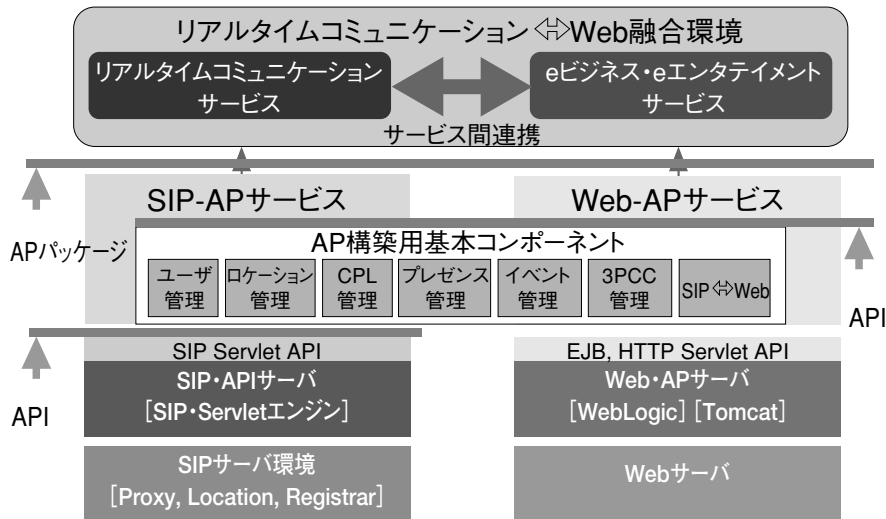 リアルタイムコミュニケーション⇔Web融合環境
リアルタイムコミュニケーション
サービス
eビジネス・eエンタテイメント
サービス
サービス間連携
SIP-APサービス
Web-APサービス
APパッケージ
AP構築用基本コンポーネント
ユーザ
管理
ロケーション
管理
CPL
管理
プレゼンス
管理
イベント
管理
3PCC
管理
SIP⇔Web
API
SIP Servlet API
EJB, HTTP Servlet API
SIP・APIサーバ
[SIP・Servletエンジン]
Web・APサーバ
[WebLogic] [Tomcat]
API
SIPサーバ環境
[Proxy, Location, Registrar]
Webサーバ